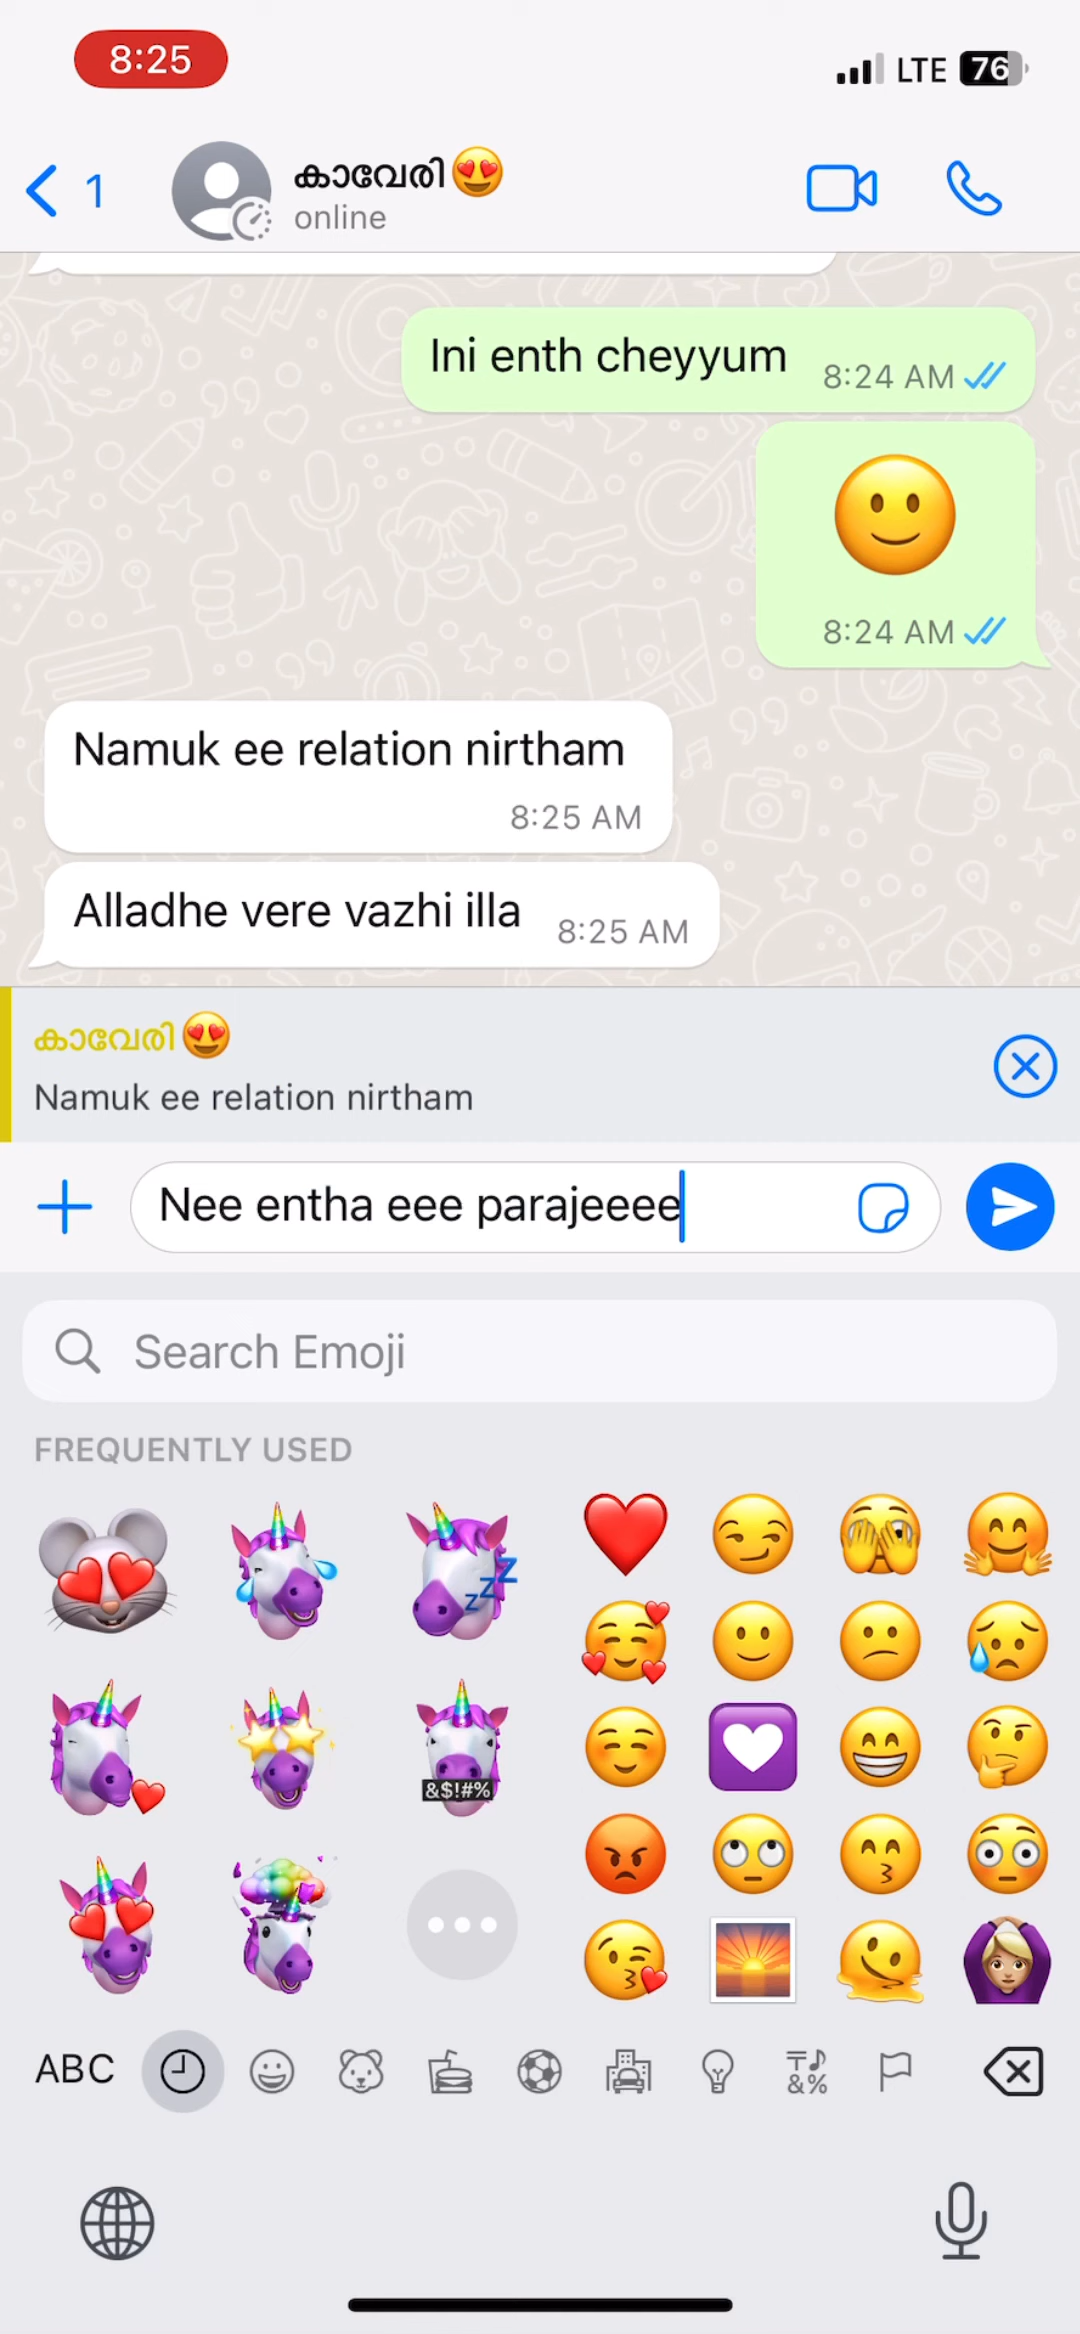 8:25
LTE 76
1
കാവേരി😍
online
Ini enth cheyyum 8:24 AM
🙂
8:24 AM
Namuk ee relation nirtham
8:25 AM
Alladhe vere vazhi illa 8:25 AM
കാവേരി😍
Namuk ee relation nirtham
Nee entha eee parajeeee
Search Emoji
FREQUENTLY USED
zzz
&$!#%
ABC
&%